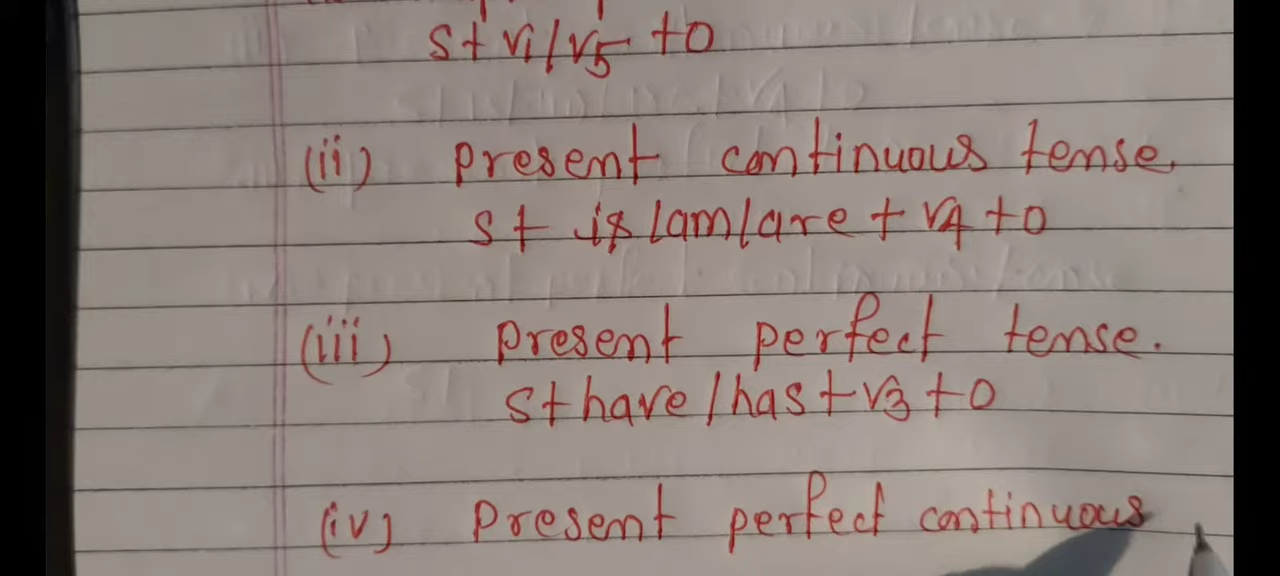 S+ V1/V5 +O
(ii) Present continuous tense.
S+ is/am/are + V4 +O
(iii) Present perfect tense.
S+have/has+V3+O
(iv) Present perfect continuous